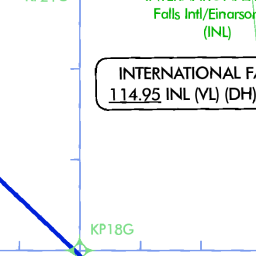 Falls Intl/Einarson
(INL)
INTERNATIONAL FA
114.95 INL (VL) (DH)
KP18G